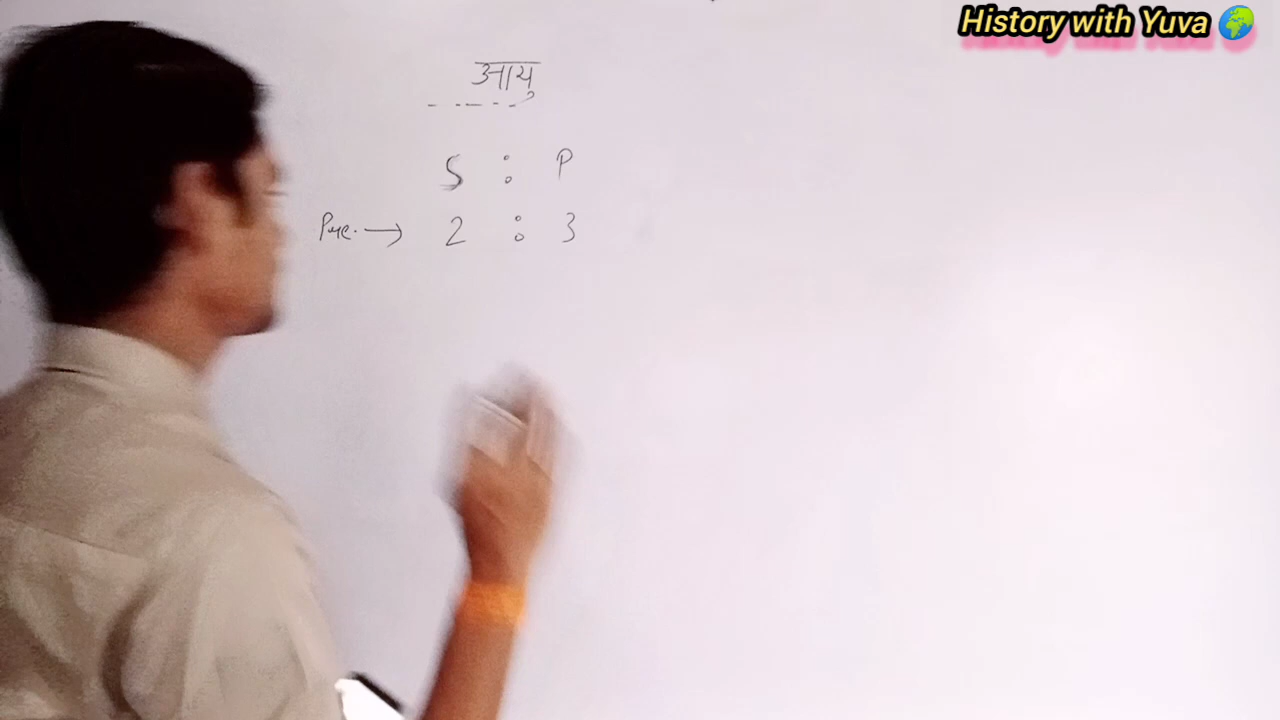 History with Yuva
आयु
S : P
Pre. → 2 : 3